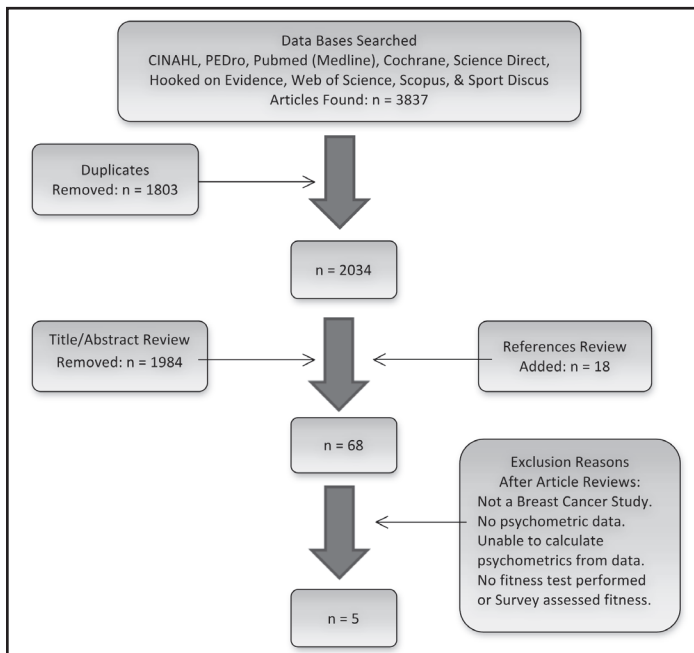 Data Bases Searched
CINAHL, PEDro, Pubmed (Medline), Cochrane, Science Direct,
Hooked on Evidence, Web of Science, Scopus, & Sport Discus
Articles Found: n = 3837
Duplicates
Removed: n = 1803
n = 2034
Title/Abstract Review
Removed: n = 1984
References Review
Added: n = 18
n = 68
Exclusion Reasons
After Article Reviews:
Not a Breast Cancer Study.
No psychometric data.
Unable to calculate
psychometrics from data.
No fitness test performed
or Survey assessed fitness.
n = 5